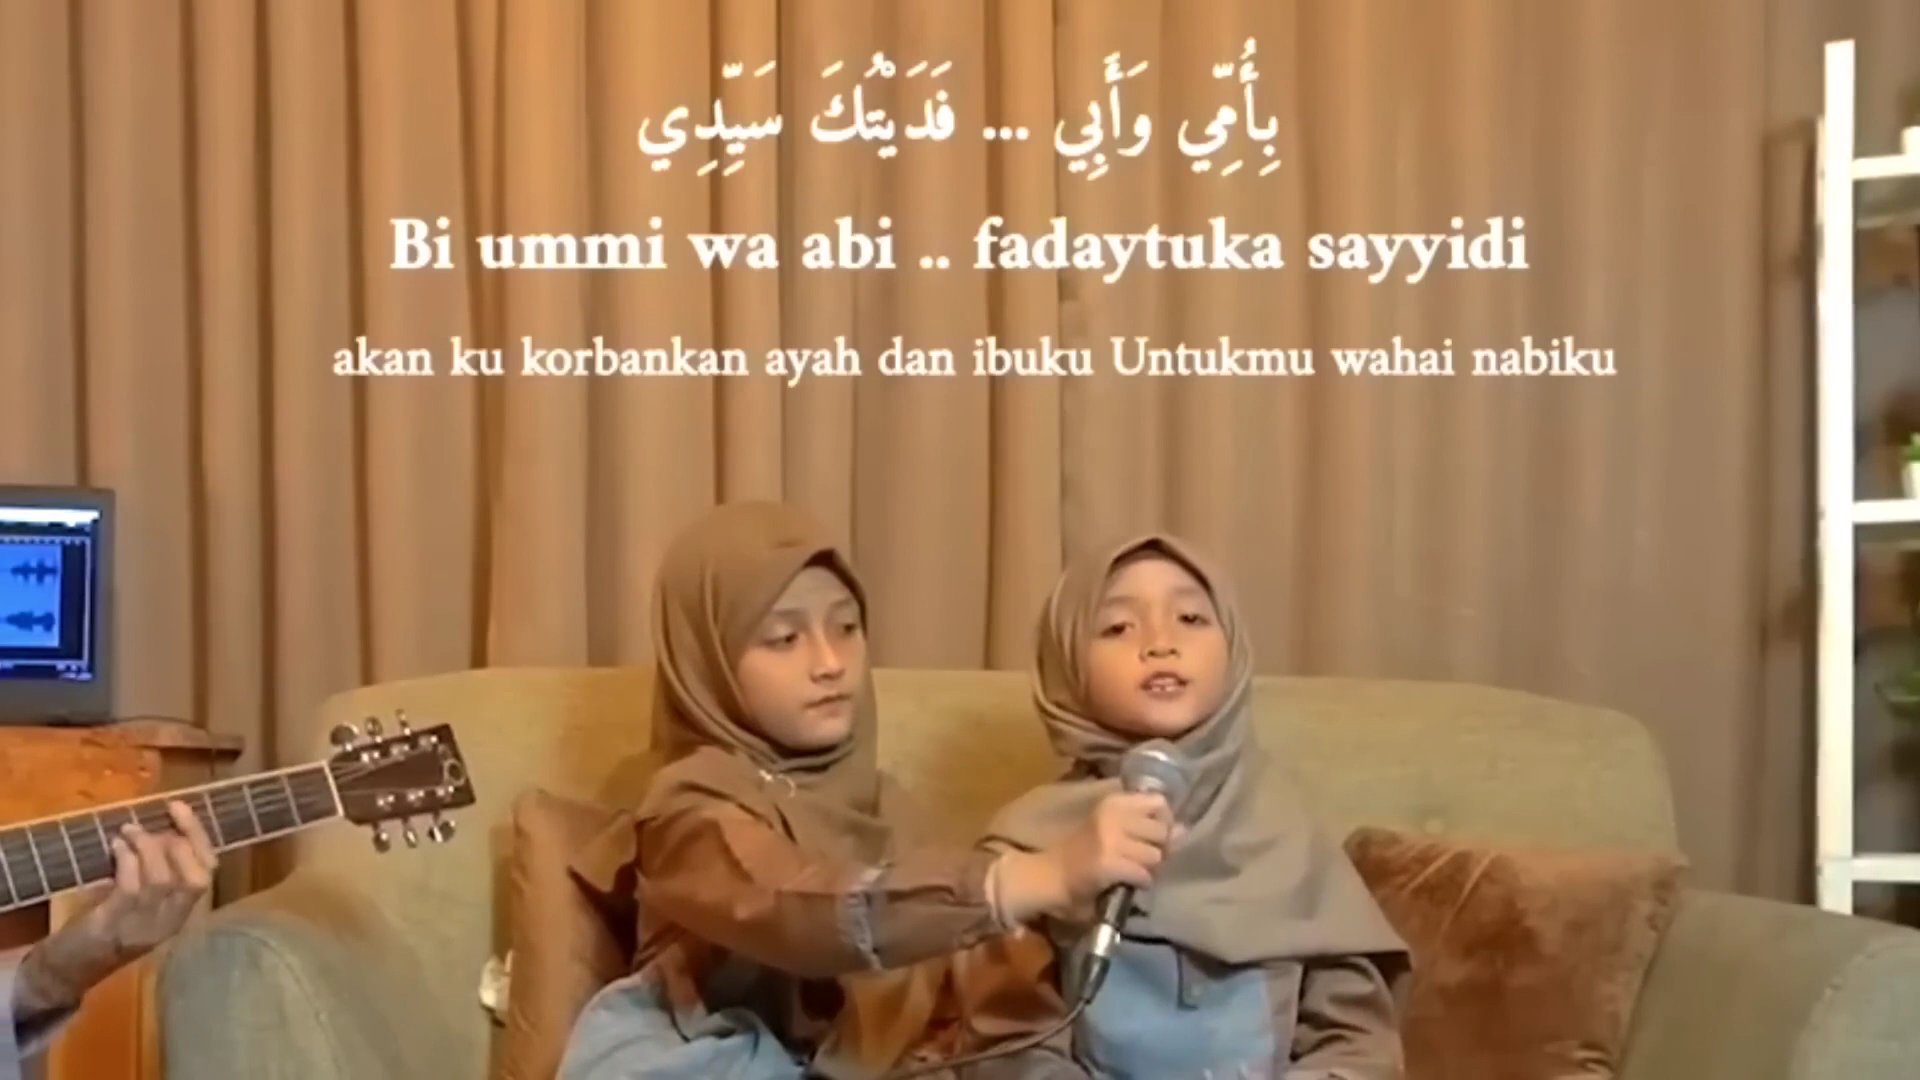 بِأُمِّي وَأَبِي ... فَدَيْتُكَ سَيِّدِي
Bi ummi wa abi .. fadaytuka sayyidi
akan ku korbankan ayah dan ibuku Untukmu wahai nabiku